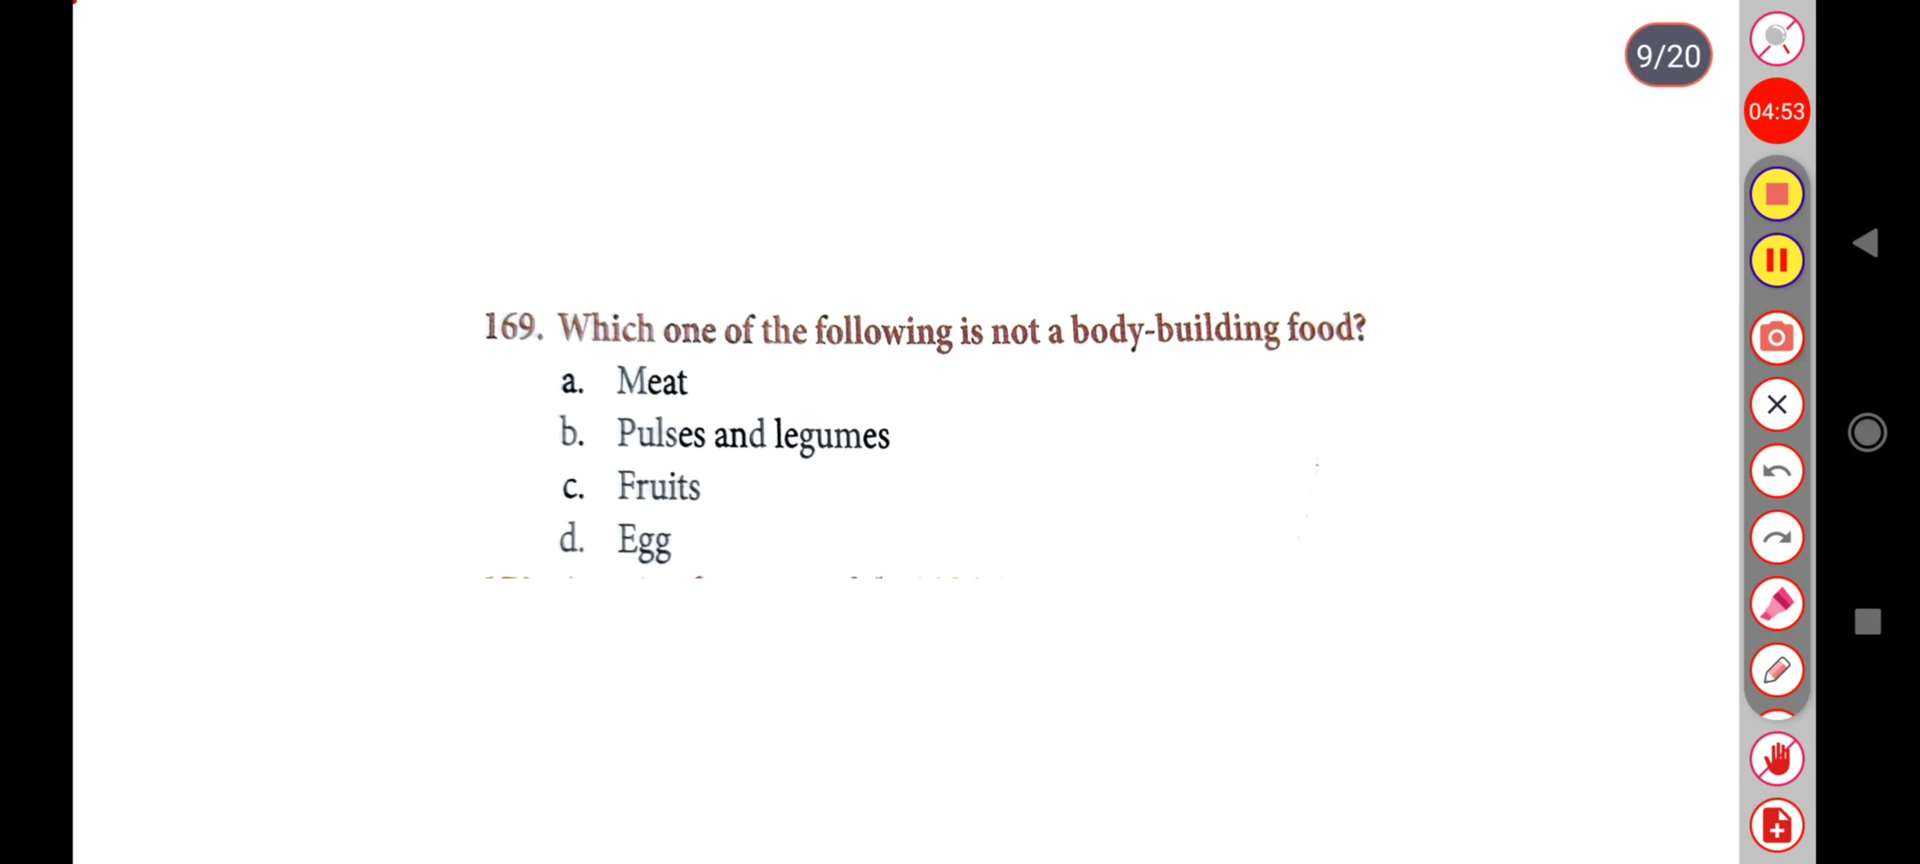 9/20
04:53
169. Which one of the following is not a body-building food?
a. Meat
b. Pulses and legumes
c. Fruits
d. Egg